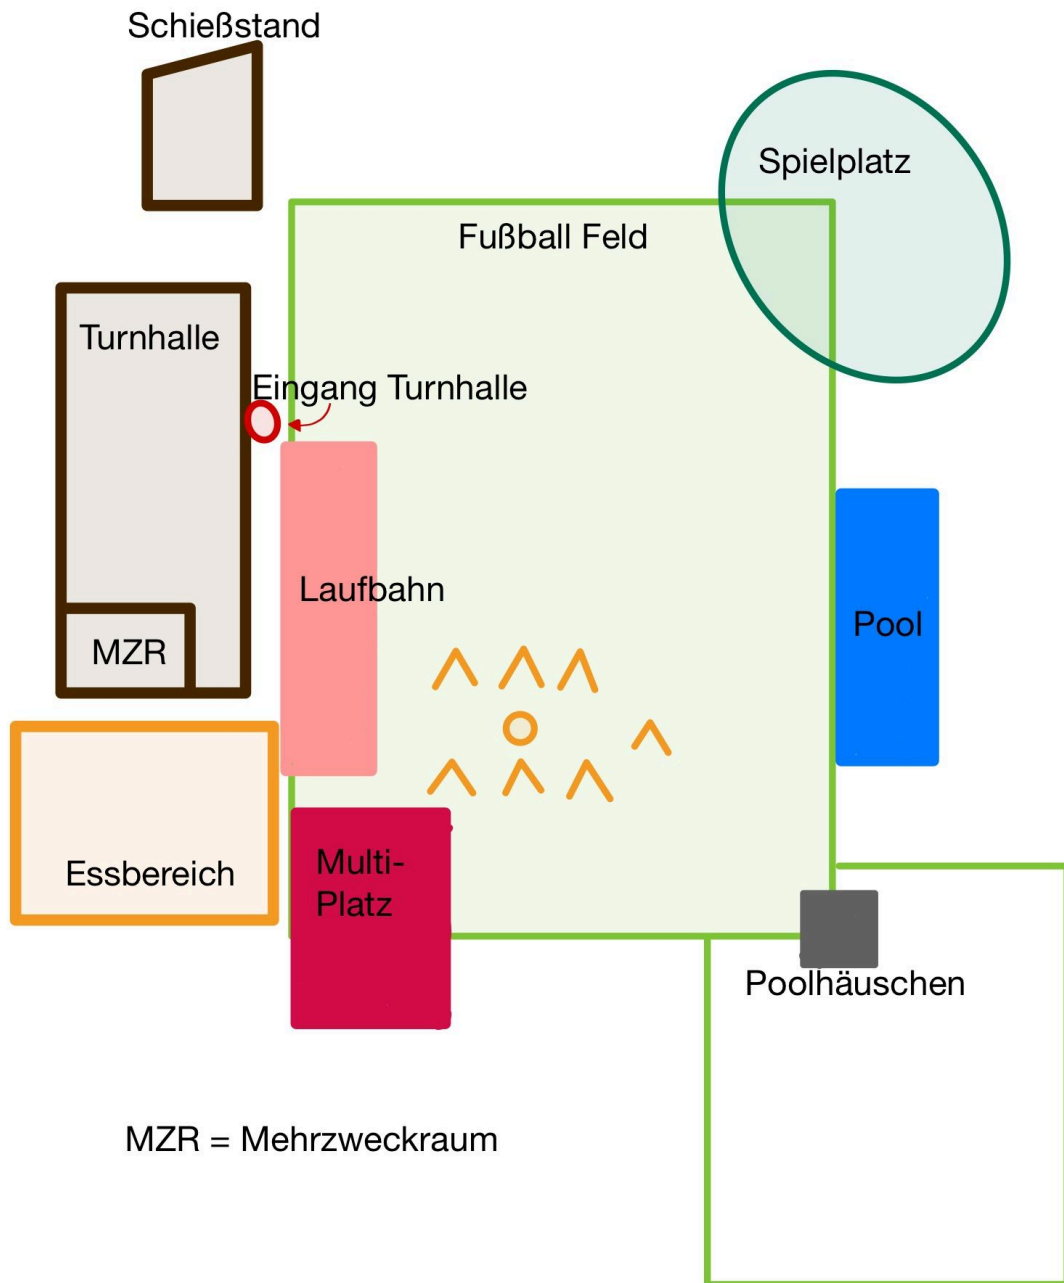 Schießstand
Spielplatz
Fußball Feld
Turnhalle
Eingang Turnhalle
Laufbahn
Pool
MZR
Multi-
Platz
Essbereich
Poolhäuschen
MZR = Mehrzweckraum